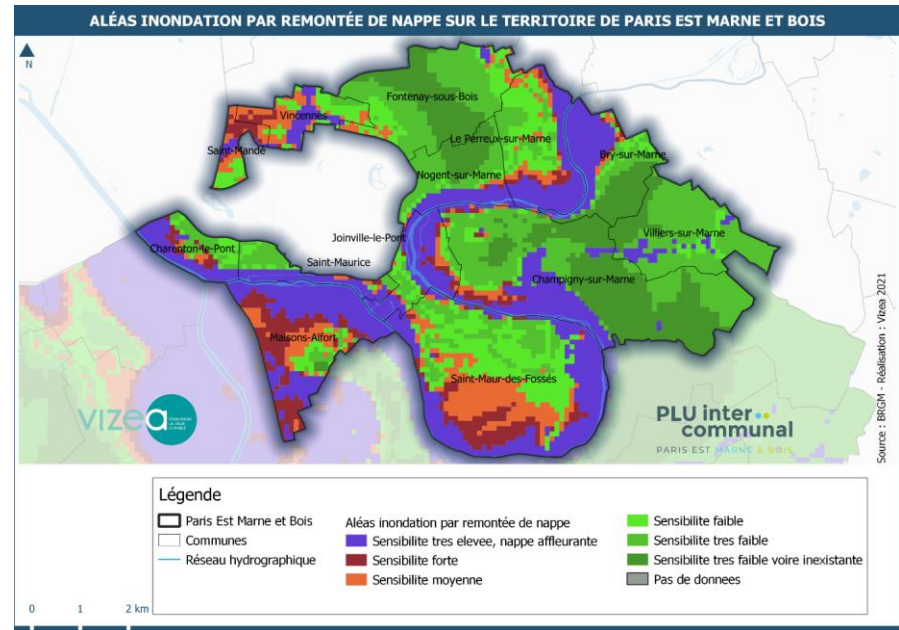 ALÉAS INONDATION PAR REMONTÉE DE NAPPE SUR LE TERRITOIRE DE PARIS EST MARNE ET BOIS
N
Fontenay-sous-Bois
Vincennes
Le Perreux-sur-Marne
Saint-Mandé
Bry-sur-Marne
Nogent-sur-Marne
Villiers-sur-Marne
Joinville-le-Pont
Charenton-le-Pont
Saint-Maurice
Champigny-sur-Marne
Maisons-Alfort
Saint-Maur-des-Fossés
vizea
PLU inter
communal
PARIS EST MARNE & BOIS
Source : BRGM - Réalisation : Vizea 2021
Légende
Paris Est Marne et Bois
Communes
Réseau hydrographique
Aléas inondation par remontée de nappe
Sensibilite tres elevee, nappe affleurante
Sensibilite forte
Sensibilite moyenne
Sensibilite faible
Sensibilite tres faible
Sensibilite tres faible voire inexistante
Pas de donnees
0 1 2 km